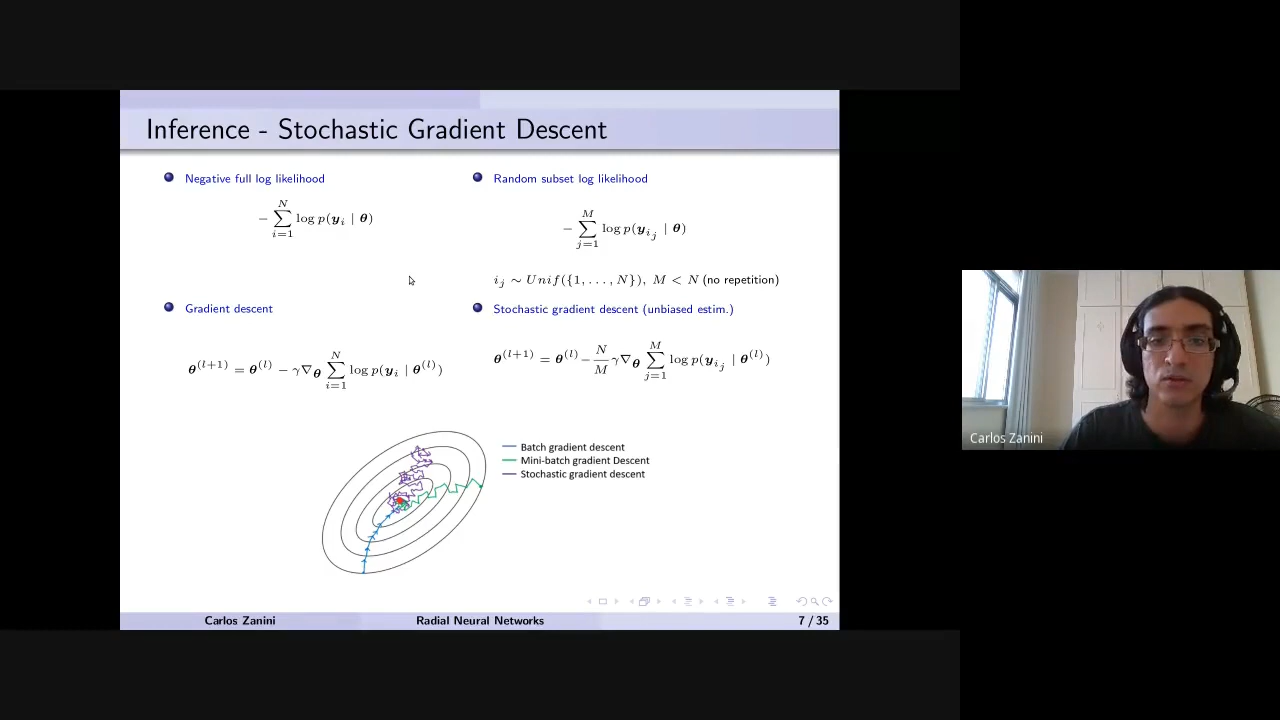 Inference - Stochastic Gradient Descent
Negative full log likelihood
− ∑_{i=1}^{N} log p(y_i | θ)
Random subset log likelihood
− ∑_{j=1}^{M} log p(y_{i_j} | θ)
i_j ∼ Unif({1, . . . , N}), M < N (no repetition)
Gradient descent
θ^{(l+1)} = θ^{(l)} − γ∇_θ ∑_{i=1}^{N} log p(y_i | θ^{(l)})
Stochastic gradient descent (unbiased estim.)
θ^{(l+1)} = θ^{(l)} − N/M γ∇_θ ∑_{j=1}^{M} log p(y_{i_j} | θ^{(l)})
Batch gradient descent
Mini-batch gradient Descent
Stochastic gradient descent
Carlos Zanini
Radial Neural Networks
7 / 35
Carlos Zanini